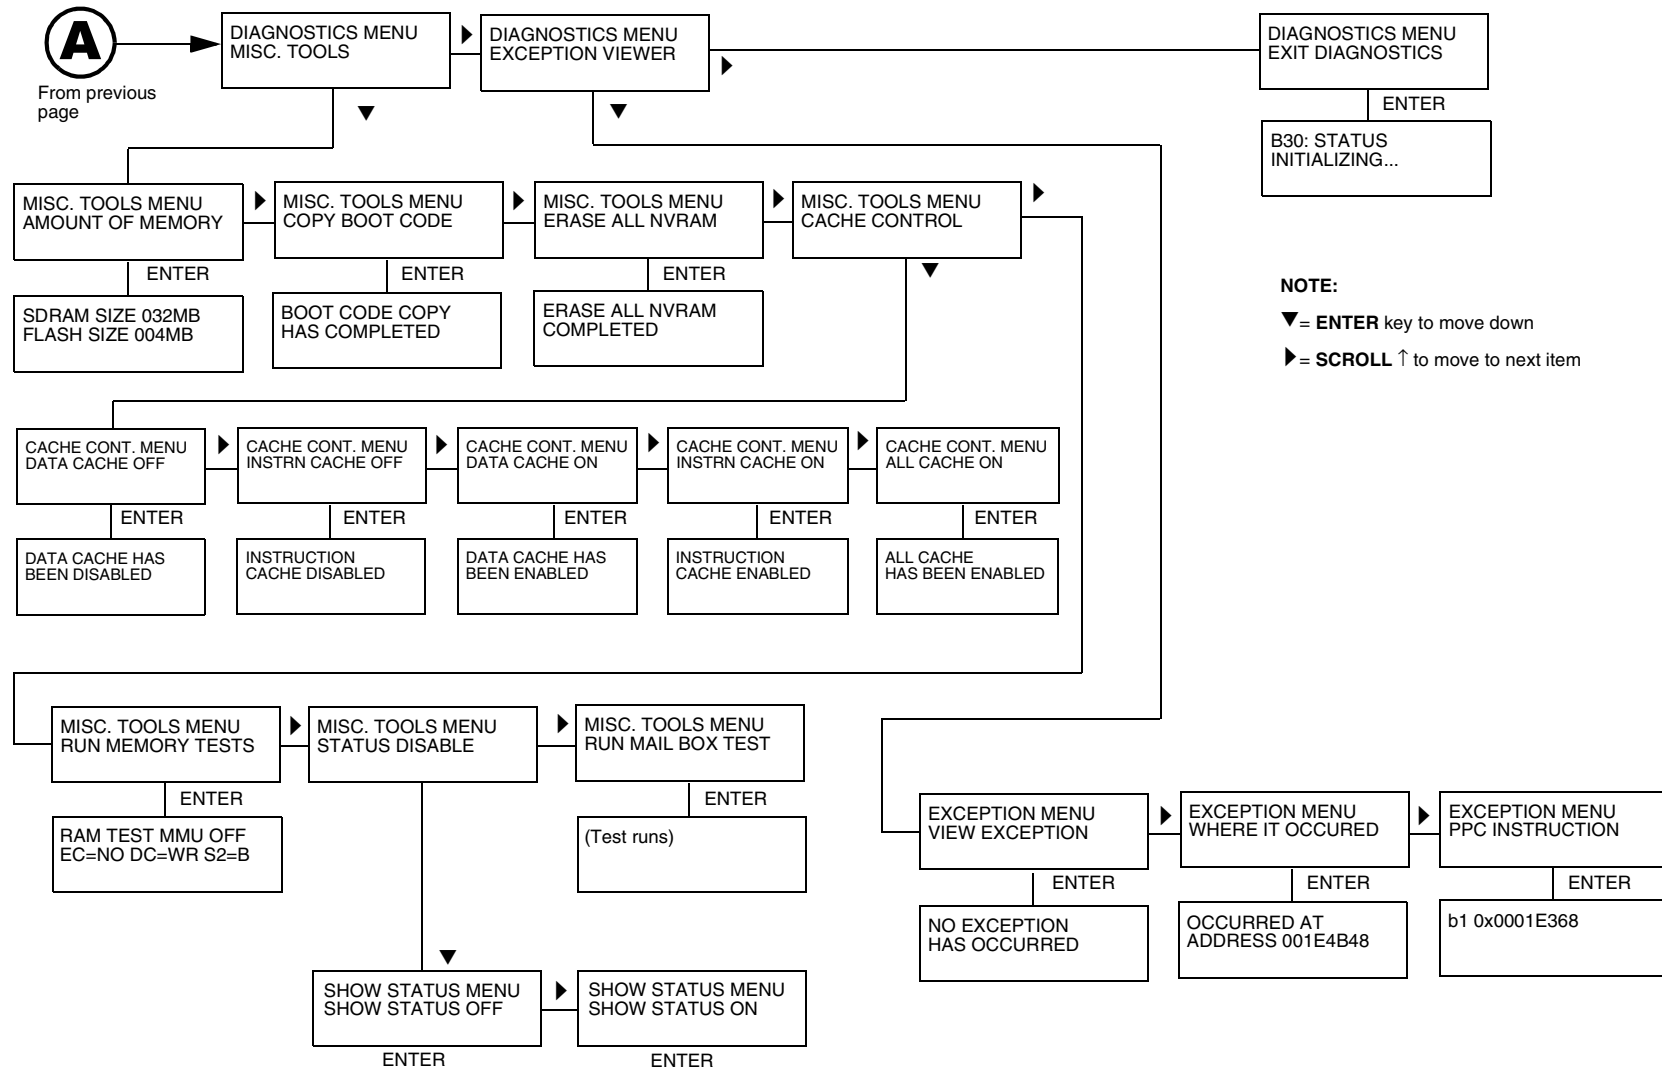 A
From previous
page
DIAGNOSTICS MENU
MISC. TOOLS
DIAGNOSTICS MENU
EXCEPTION VIEWER
DIAGNOSTICS MENU
EXIT DIAGNOSTICS
ENTER
B30: STATUS
INITIALIZING...
MISC. TOOLS MENU
AMOUNT OF MEMORY
MISC. TOOLS MENU
COPY BOOT CODE
MISC. TOOLS MENU
ERASE ALL NVRAM
MISC. TOOLS MENU
CACHE CONTROL
ENTER
ENTER
ENTER
SDRAM SIZE 032MB
FLASH SIZE 004MB
BOOT CODE COPY
HAS COMPLETED
ERASE ALL NVRAM
COMPLETED
NOTE:
▼= ENTER key to move down
▶= SCROLL ↑ to move to next item
CACHE CONT. MENU
DATA CACHE OFF
CACHE CONT. MENU
INSTRN CACHE OFF
CACHE CONT. MENU
DATA CACHE ON
CACHE CONT. MENU
INSTRN CACHE ON
CACHE CONT. MENU
ALL CACHE ON
ENTER
ENTER
ENTER
ENTER
ENTER
DATA CACHE HAS
BEEN DISABLED
INSTRUCTION
CACHE DISABLED
DATA CACHE HAS
BEEN ENABLED
INSTRUCTION
CACHE ENABLED
ALL CACHE
HAS BEEN ENABLED
MISC. TOOLS MENU
RUN MEMORY TESTS
MISC. TOOLS MENU
STATUS DISABLE
MISC. TOOLS MENU
RUN MAIL BOX TEST
ENTER
ENTER
RAM TEST MMU OFF
EC=NO DC=WR S2=B
(Test runs)
EXCEPTION MENU
VIEW EXCEPTION
EXCEPTION MENU
WHERE IT OCCURED
EXCEPTION MENU
PPC INSTRUCTION
ENTER
ENTER
ENTER
NO EXCEPTION
HAS OCCURRED
OCCURRED AT
ADDRESS 001E4B48
b1 0x0001E368
SHOW STATUS MENU
SHOW STATUS OFF
SHOW STATUS MENU
SHOW STATUS ON
ENTER
ENTER